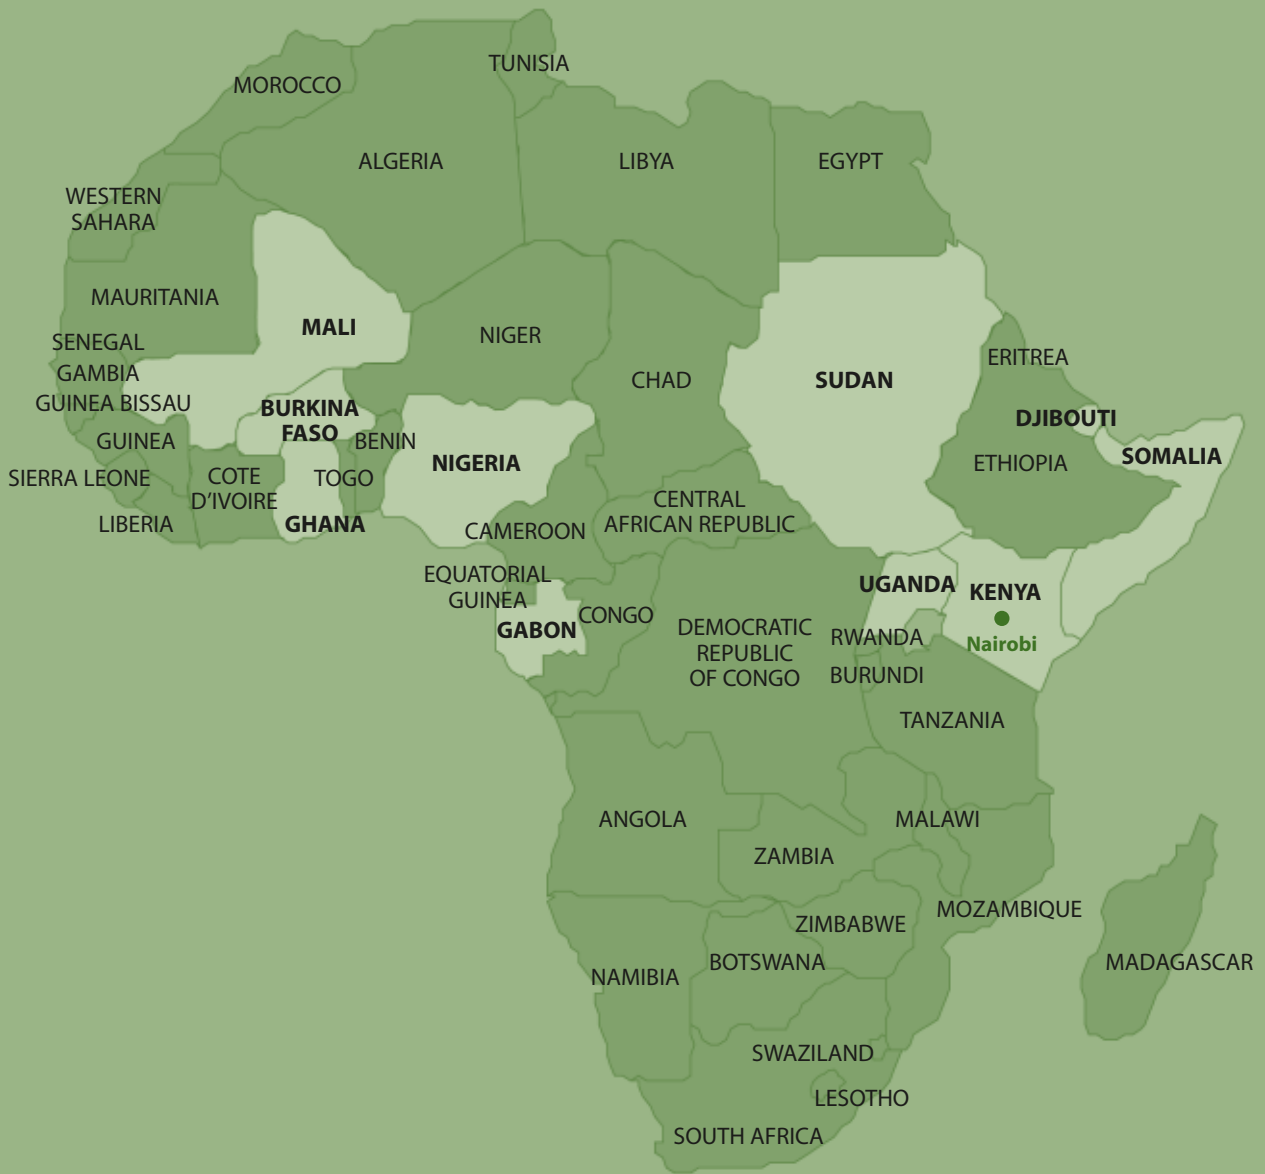 TUNISIA
MOROCCO
ALGERIA
LIBYA
EGYPT
WESTERN
SAHARA
MAURITANIA
MALI
NIGER
SENEGAL
ERITREA
GAMBIA
CHAD
SUDAN
GUINEA BISSAU
BURKINA
FASO
DJIBOUTI
GUINEA
BENIN
NIGERIA
ETHIOPIA
SOMALIA
SIERRA LEONE
COTE
D'IVOIRE
TOGO
CENTRAL
AFRICAN REPUBLIC
LIBERIA
GHANA
CAMEROON
EQUATORIAL
GUINEA
UGANDA
KENYA
GABON
CONGO
DEMOCRATIC
REPUBLIC
OF CONGO
RWANDA
Nairobi
BURUNDI
TANZANIA
ANGOLA
MALAWI
ZAMBIA
MOZAMBIQUE
ZIMBABWE
BOTSWANA
MADAGASCAR
NAMIBIA
SWAZILAND
LESOTHO
SOUTH AFRICA